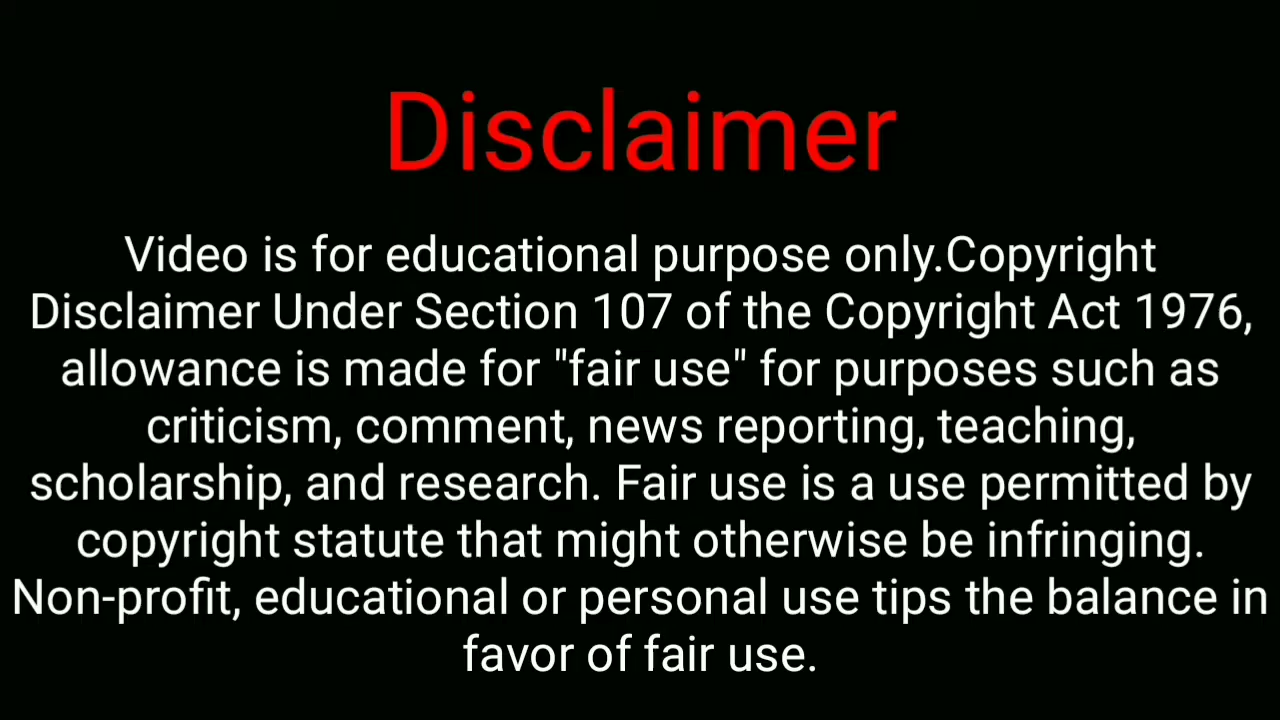 Disclaimer
Video is for educational purpose only.Copyright
Disclaimer Under Section 107 of the Copyright Act 1976,
allowance is made for "fair use" for purposes such as
criticism, comment, news reporting, teaching,
scholarship, and research. Fair use is a use permitted by
copyright statute that might otherwise be infringing.
Non-profit, educational or personal use tips the balance in
favor of fair use.